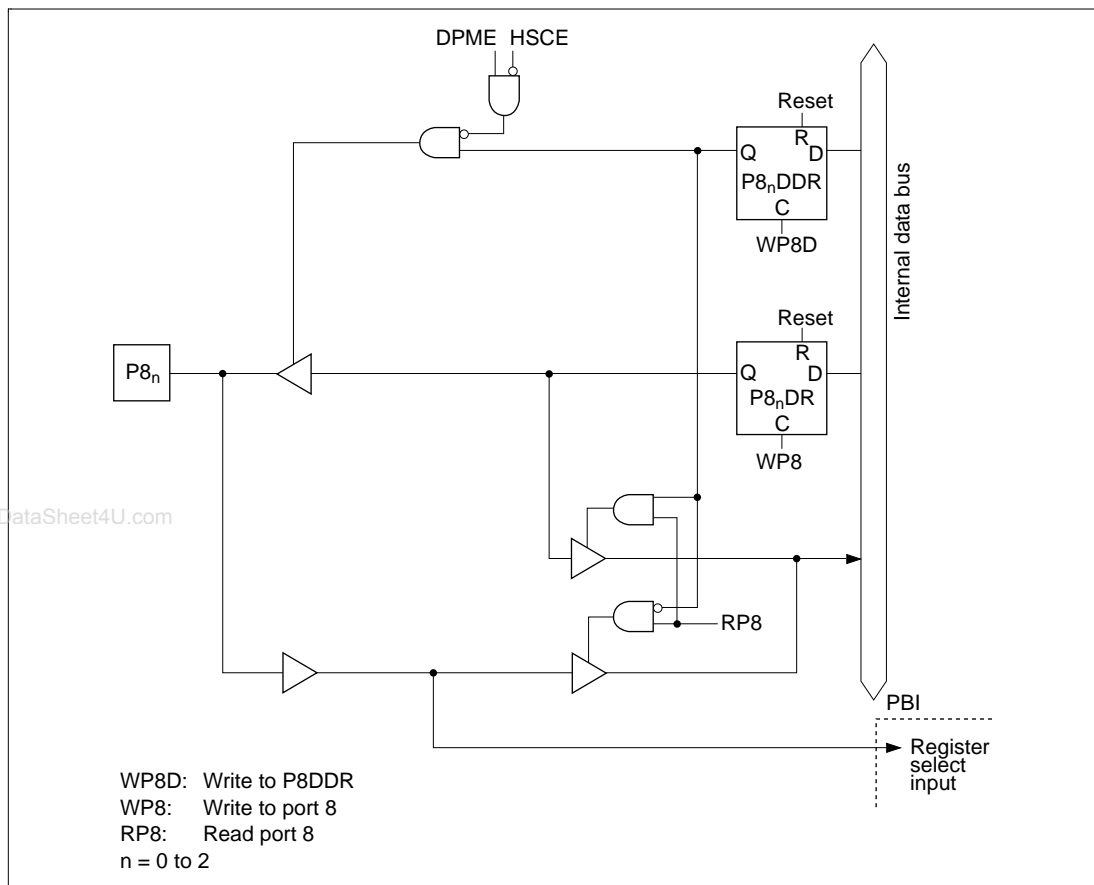 DPME HSCE
Reset
R
Q D
P8nDDR
C
WP8D
Internal data bus
Reset
R
P8n
Q D
P8nDR
C
WP8
DataSheet4U.com
RP8
PBI
Register
select
input
WP8D: Write to P8DDR
WP8: Write to port 8
RP8: Read port 8
n = 0 to 2